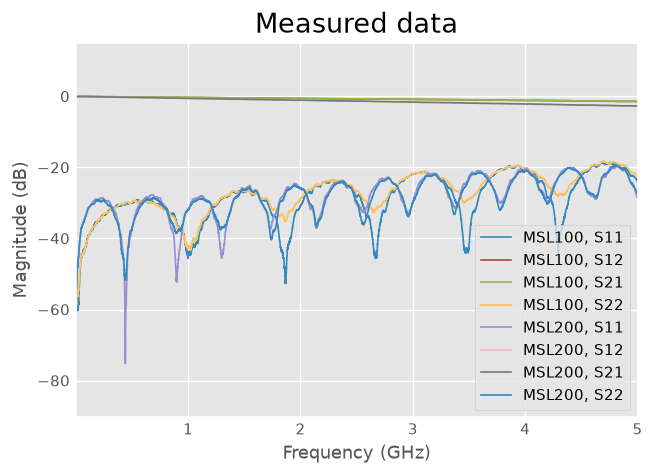 Measured data
Magnitude (dB)
0
−20
−40
−60
−80
1
2
3
4
5
Frequency (GHz)
MSL100, S11
MSL100, S12
MSL100, S21
MSL100, S22
MSL200, S11
MSL200, S12
MSL200, S21
MSL200, S22